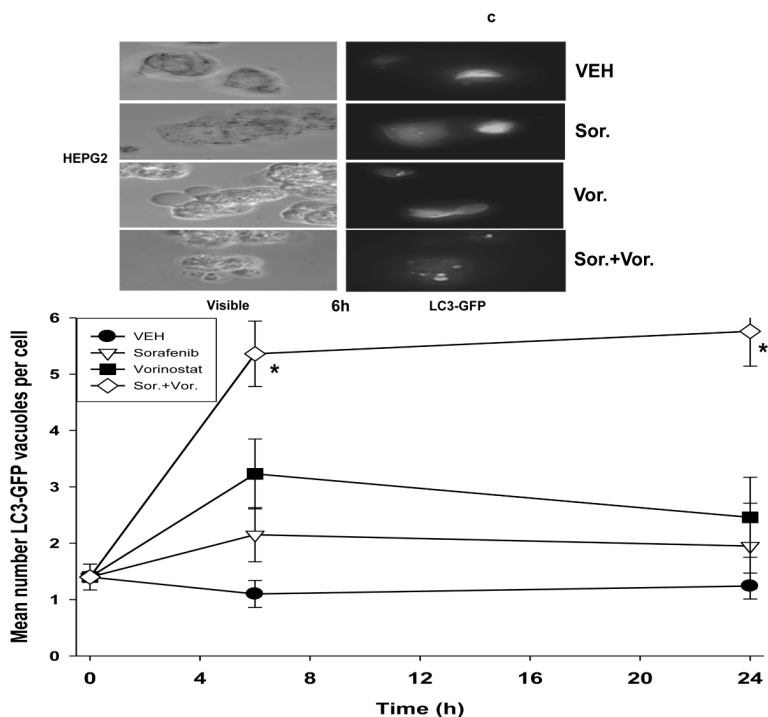 c
VEH
Sor.
HEPG2
Vor.
Sor.+Vor.
Visible 6h LC3-GFP
Mean number LC3-GFP vacuoles per cell
6
5
4
3
2
1
0
VEH
Sorafenib
Vorinostat
Sor.+Vor.
*
*
0 4 8 12 16 20 24
Time (h)